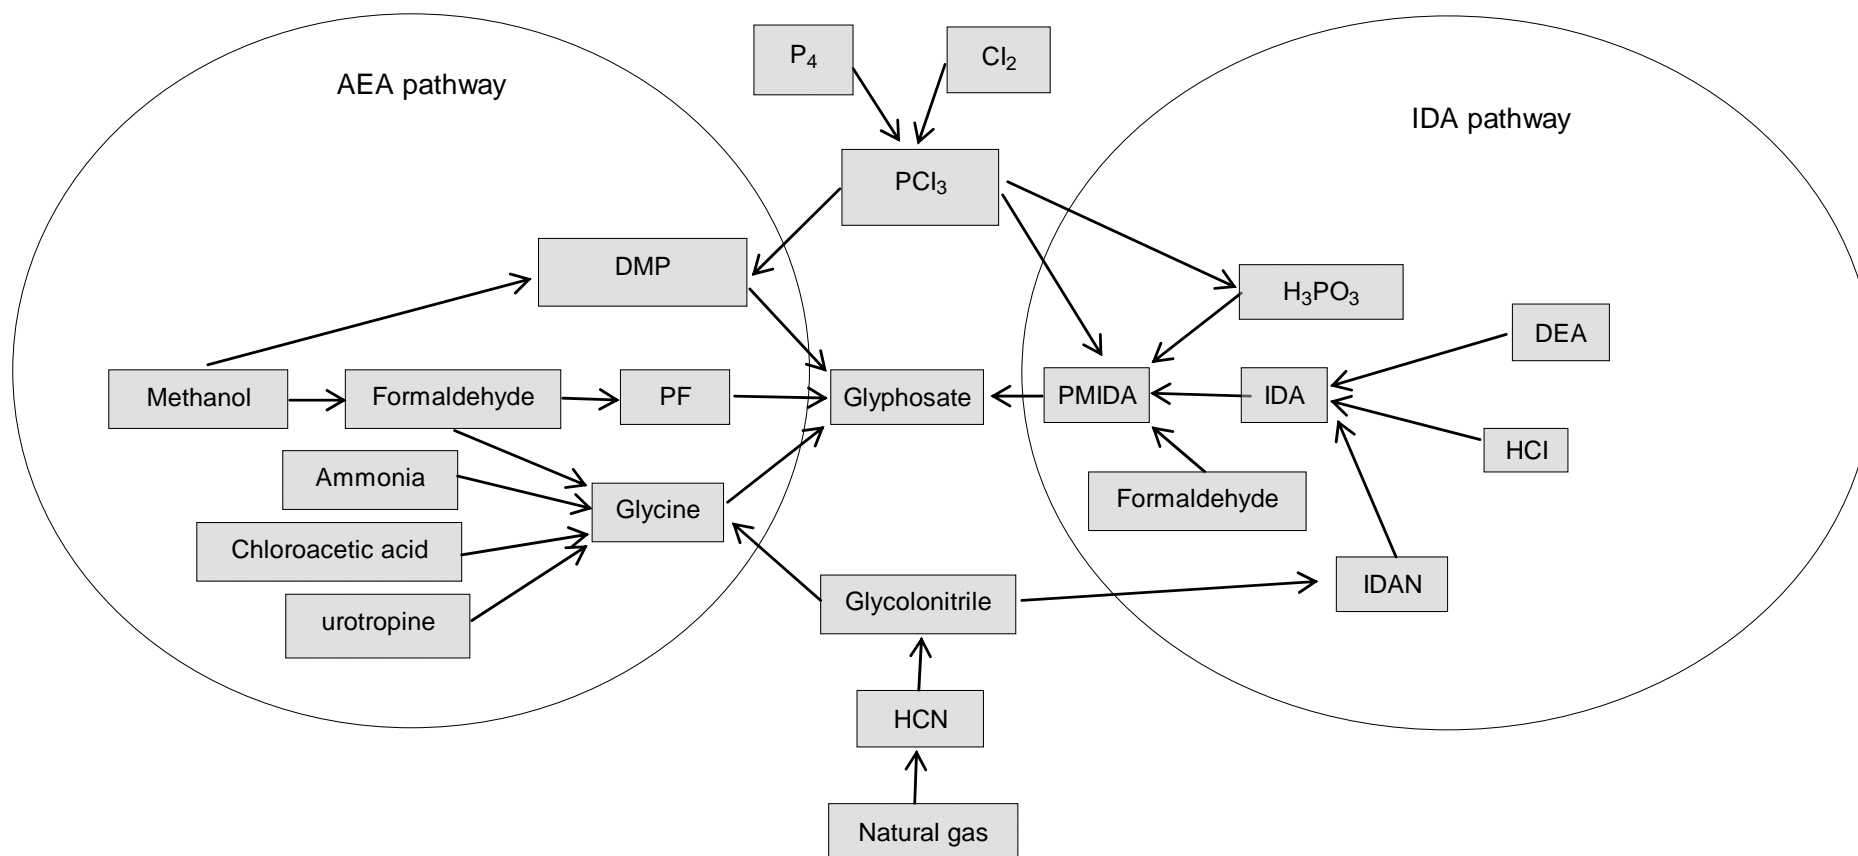 P4
Cl2
AEA pathway
IDA pathway
PCl3
DMP
H3PO3
DEA
Methanol
Formaldehyde
PF
Glyphosate
PMIDA
IDA
HCl
Ammonia
Formaldehyde
Glycine
Chloroacetic acid
IDAN
Glycolonitrile
urotropine
HCN
Natural gas